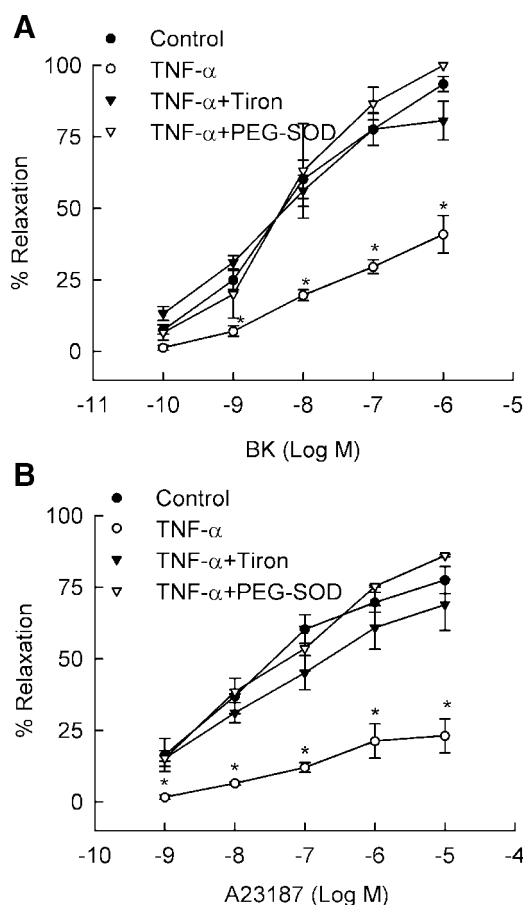 A
Control
TNF-α
TNF-α+Tiron
TNF-α+PEG-SOD
100
75
50
25
0
% Relaxation
*
*
*
*
-11 -10 -9 -8 -7 -6 -5
BK (Log M)
B
Control
TNF-α
TNF-α+Tiron
TNF-α+PEG-SOD
100
75
50
25
0
% Relaxation
*
*
*
*
*
-10 -9 -8 -7 -6 -5 -4
A23187 (Log M)